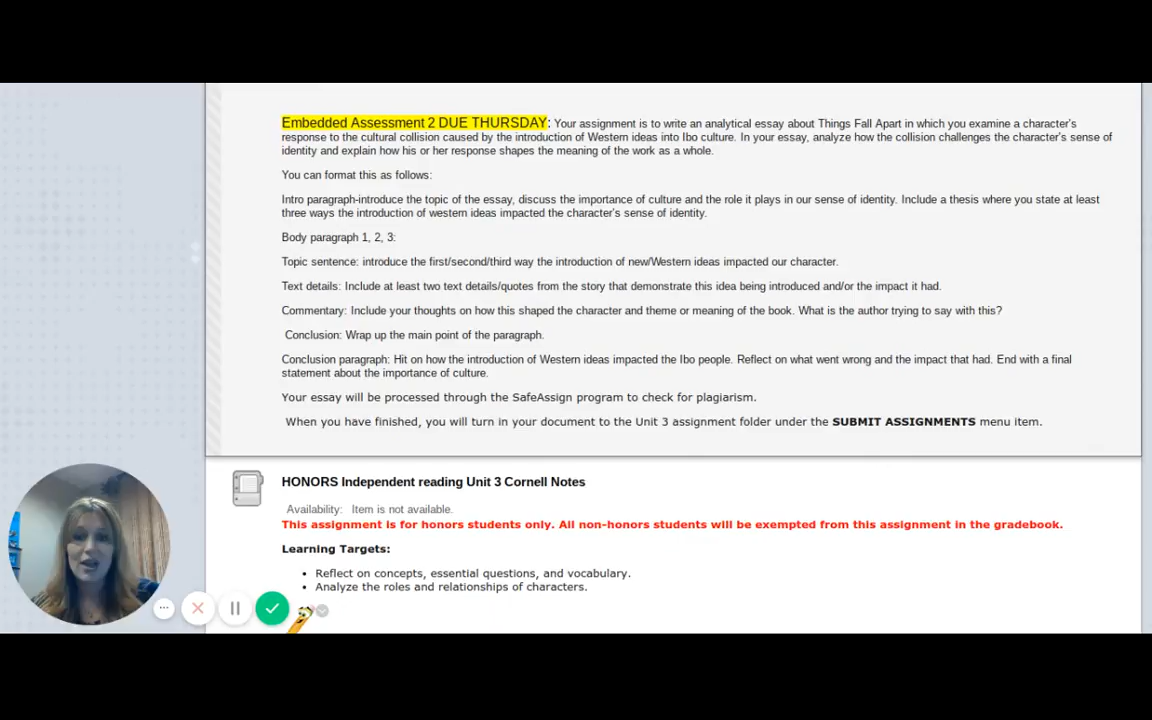 Embedded Assessment 2 DUE THURSDAY: Your assignment is to write an analytical essay about Things Fall Apart in which you examine a character's
response to the cultural collision caused by the introduction of Western ideas into Ibo culture. In your essay, analyze how the collision challenges the character's sense of
identity and explain how his or her response shapes the meaning of the work as a whole.
You can format this as follows:
Intro paragraph-introduce the topic of the essay, discuss the importance of culture and the role it plays in our sense of identity. Include a thesis where you state at least
three ways the introduction of western ideas impacted the character's sense of identity.
Body paragraph 1, 2, 3:
Topic sentence: introduce the first/second/third way the introduction of new/Western ideas impacted our character.
Text details: Include at least two text details/quotes from the story that demonstrate this idea being introduced and/or the impact it had.
Commentary: Include your thoughts on how this shaped the character and theme or meaning of the book. What is the author trying to say with this?
Conclusion: Wrap up the main point of the paragraph.
Conclusion paragraph: Hit on how the introduction of Western ideas impacted the Ibo people. Reflect on what went wrong and the impact that had. End with a final
statement about the importance of culture.
Your essay will be processed through the SafeAssign program to check for plagiarism.
When you have finished, you will turn in your document to the Unit 3 assignment folder under the SUBMIT ASSIGNMENTS menu item.
HONORS Independent reading Unit 3 Cornell Notes
Availability: Item is not available.
This assignment is for honors students only. All non-honors students will be exempted from this assignment in the gradebook.
Learning Targets:
• Reflect on concepts, essential questions, and vocabulary.
• Analyze the roles and relationships of characters.